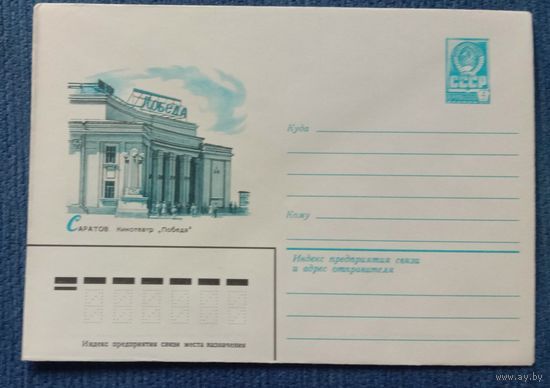 ПОБЕДА
СССР
Куда
Кому
САРАТОВ. Кинотеатр „Победа"
Индекс предприятия связи
и адрес отправителя
Индекс предприятия связи места назначения
www.ay.by